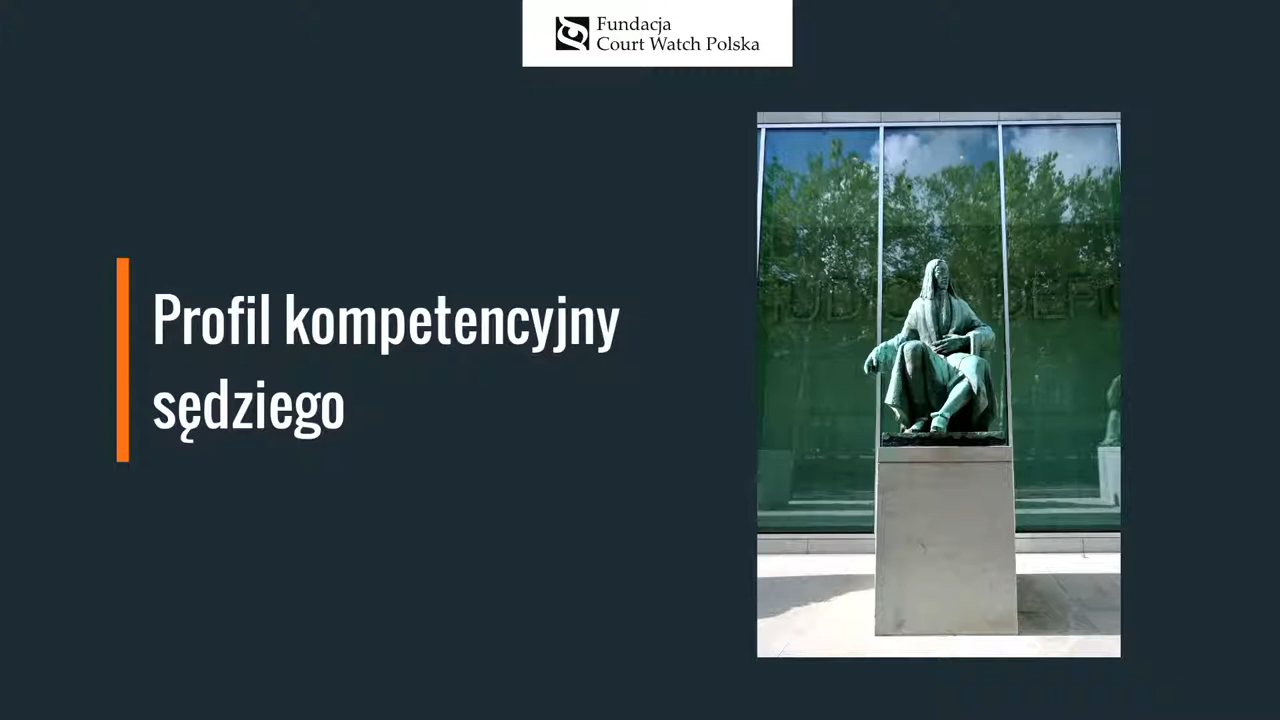 Fundacja
Court Watch Polska
Profil kompetencyjny
sędziego